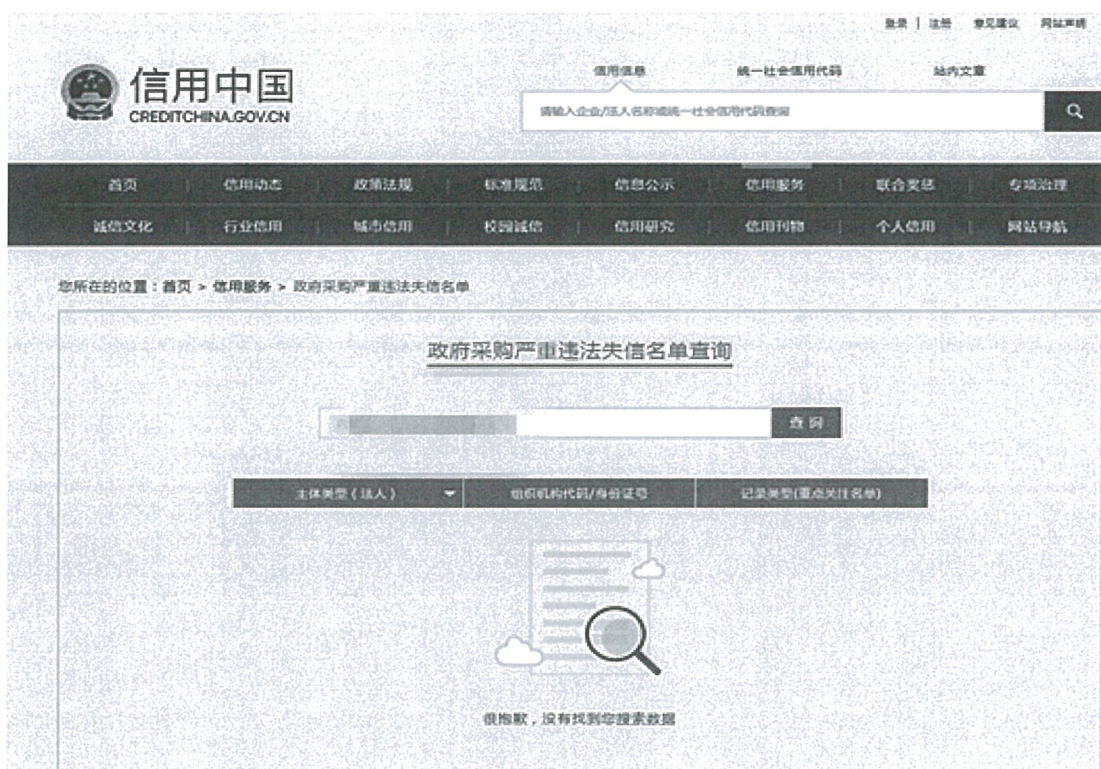 登录 | 注册 意见建议 网站声明
信用信息 统一社会信用代码 站内文章
信用中国
CREDITCHINA.GOV.CN
请输入企业/法人名称或统一社会信用代码查询
首页 | 信用动态 | 政策法规 | 标准规范 | 信息公示 | 信用服务 | 联合奖惩 | 专项治理
诚信文化 | 行业信用 | 城市信用 | 校园诚信 | 信用研究 | 信用刊物 | 个人信用 | 网站导航
您所在的位置：首页 > 信用服务 > 政府采购严重违法失信名单
政府采购严重违法失信名单查询
查询
主体类型（法人） 组织机构代码/身份证号 记录类型(重点关注名单)
很抱歉，没有找到您搜索数据